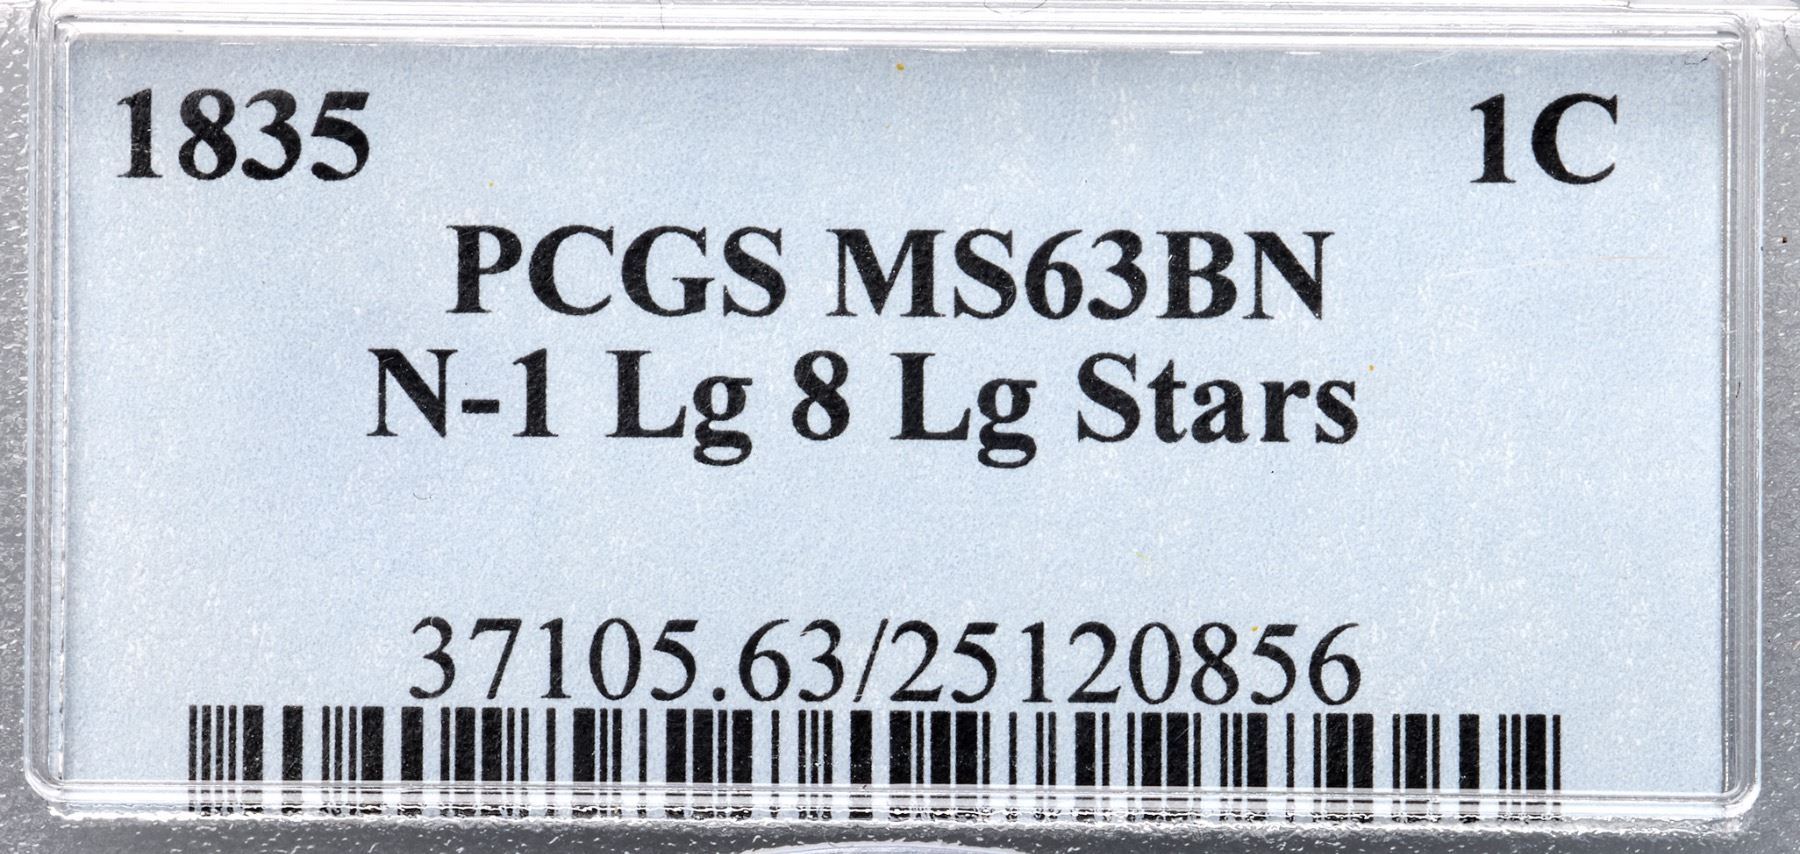 1835 1C
PCGS MS63BN
N-1 Lg 8 Lg Stars
37105.63/25120856